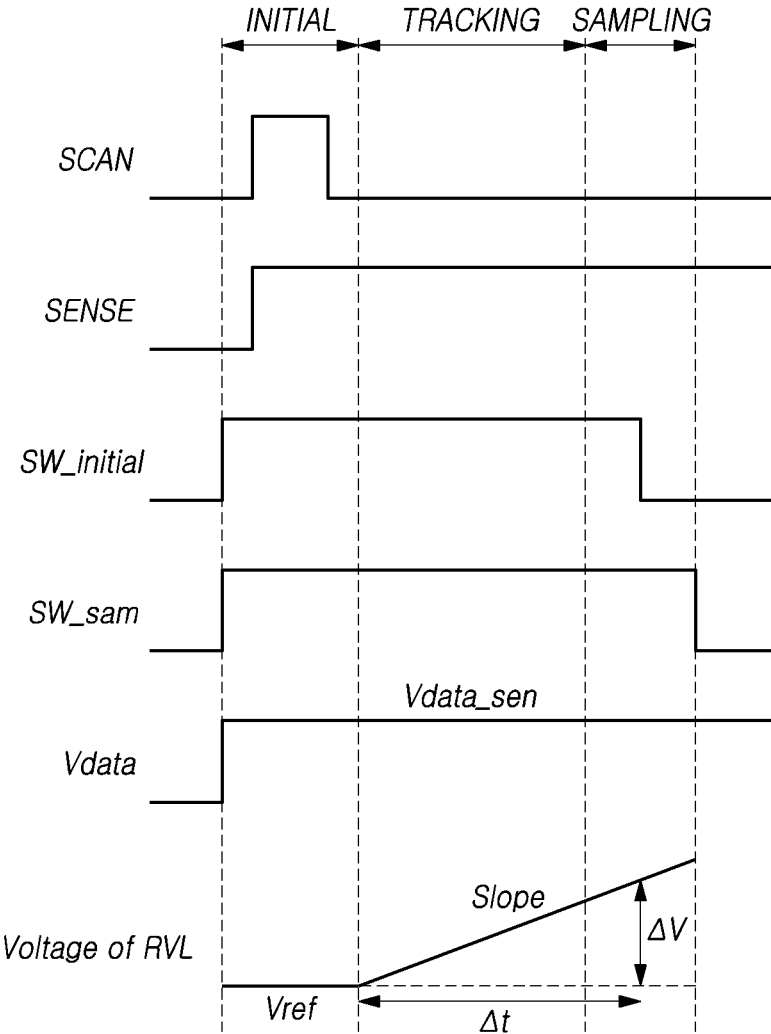 INITIAL TRACKING SAMPLING
SCAN
SENSE
SW_initial
SW_sam
Vdata_sen
Vdata
Slope
ΔV
Voltage of RVL
Vref
Δt